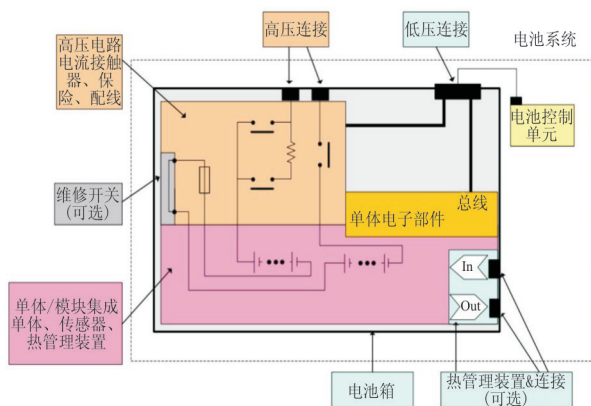 高压电路
电流接触
器、保
险、配线
高压连接
低压连接
电池系统
电池控制
单元
维修开关
(可选)
总线
单体电子部件
单体/模块集成
单体、传感器、
热管理装置
In
Out
电池箱
热管理装置&连接
(可选)